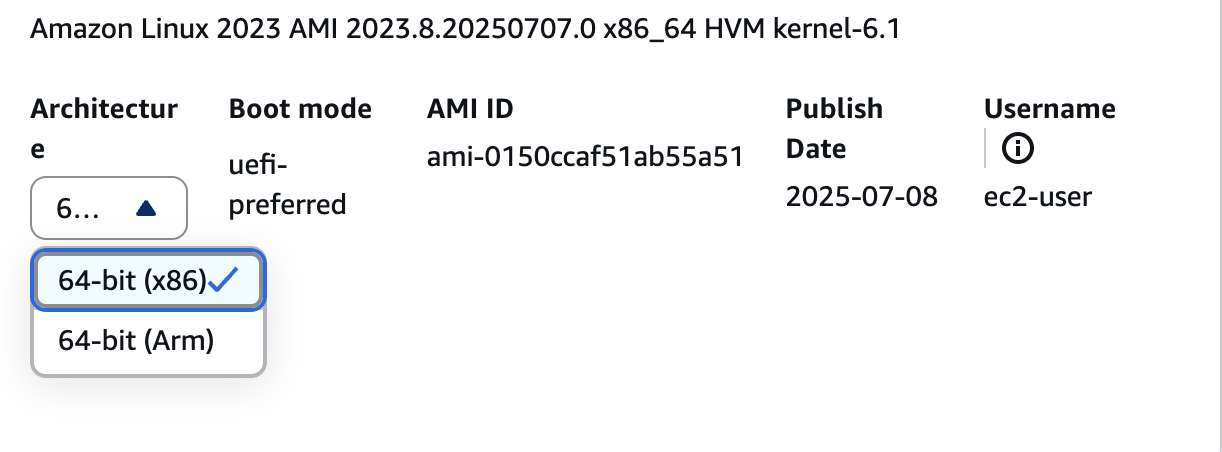 Amazon Linux 2023 AMI 2023.8.20250707.0 x86_64 HVM kernel-6.1
Architectur
e
6...
64-bit (x86)
64-bit (Arm)
Boot mode
uefi-
preferred
AMI ID
ami-0150ccaf51ab55a51
Publish
Date
2025-07-08
Username
ec2-user